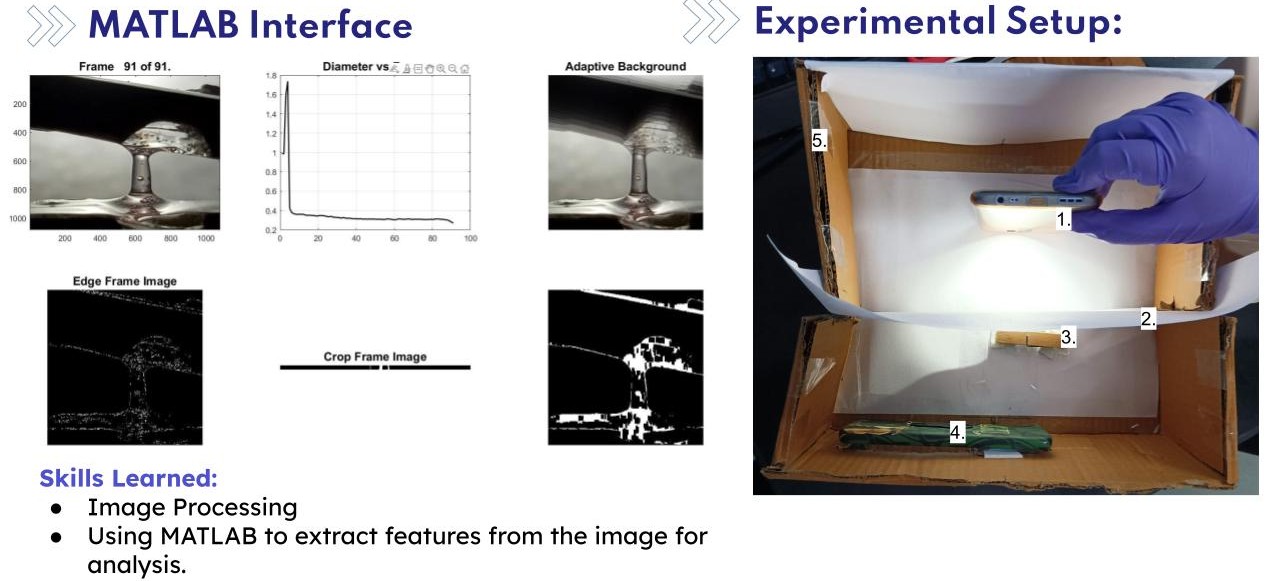 MATLAB Interface
Experimental Setup:
Frame 91 of 91.
200
400
600
800
1000
200 400 600 800 1000
Diameter vs
1.8
1.6
1.4
1.2
1
0.8
0.6
0.4
0.2
0 20 40 60 80 100
Adaptive Background
Edge Frame Image
Crop Frame Image
Skills Learned:
● Image Processing
● Using MATLAB to extract features from the image for
analysis.
5.
1.
2.
3.
4.